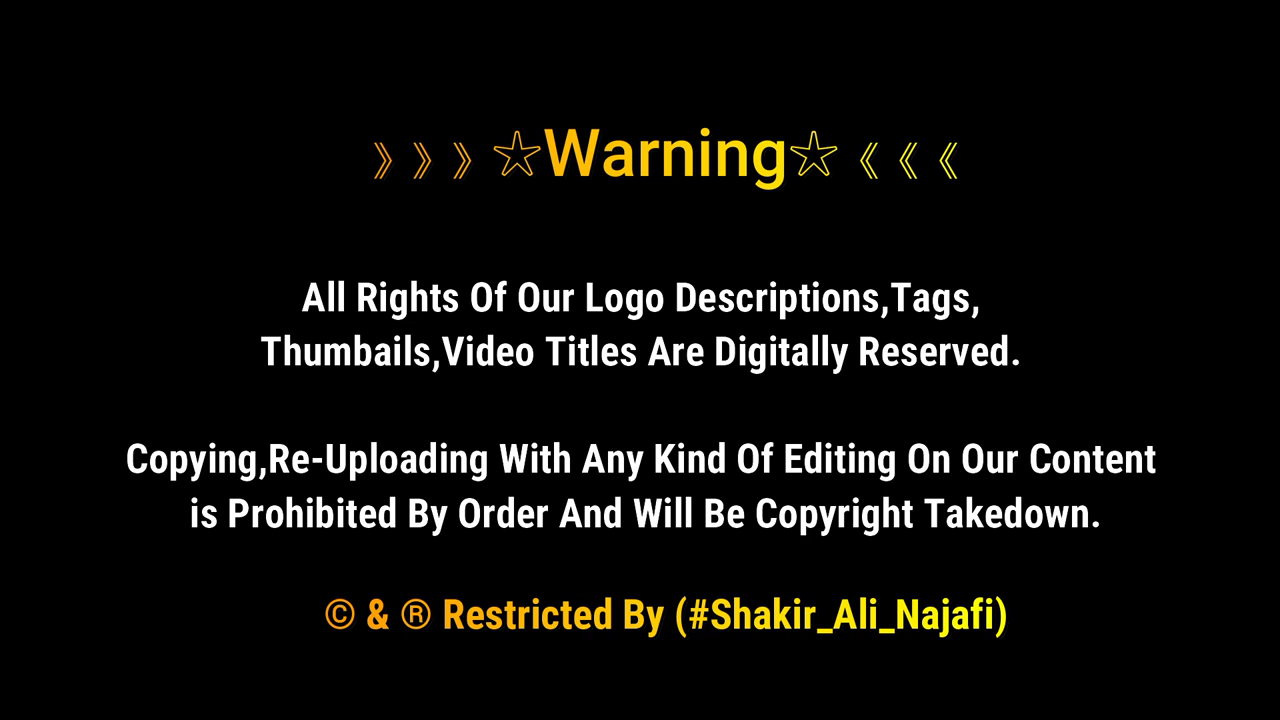 》》》☆Warning☆《《《
All Rights Of Our Logo Descriptions,Tags,
Thumbails,Video Titles Are Digitally Reserved.
Copying,Re-Uploading With Any Kind Of Editing On Our Content
is Prohibited By Order And Will Be Copyright Takedown.
© & ® Restricted By (#Shakir_Ali_Najafi)